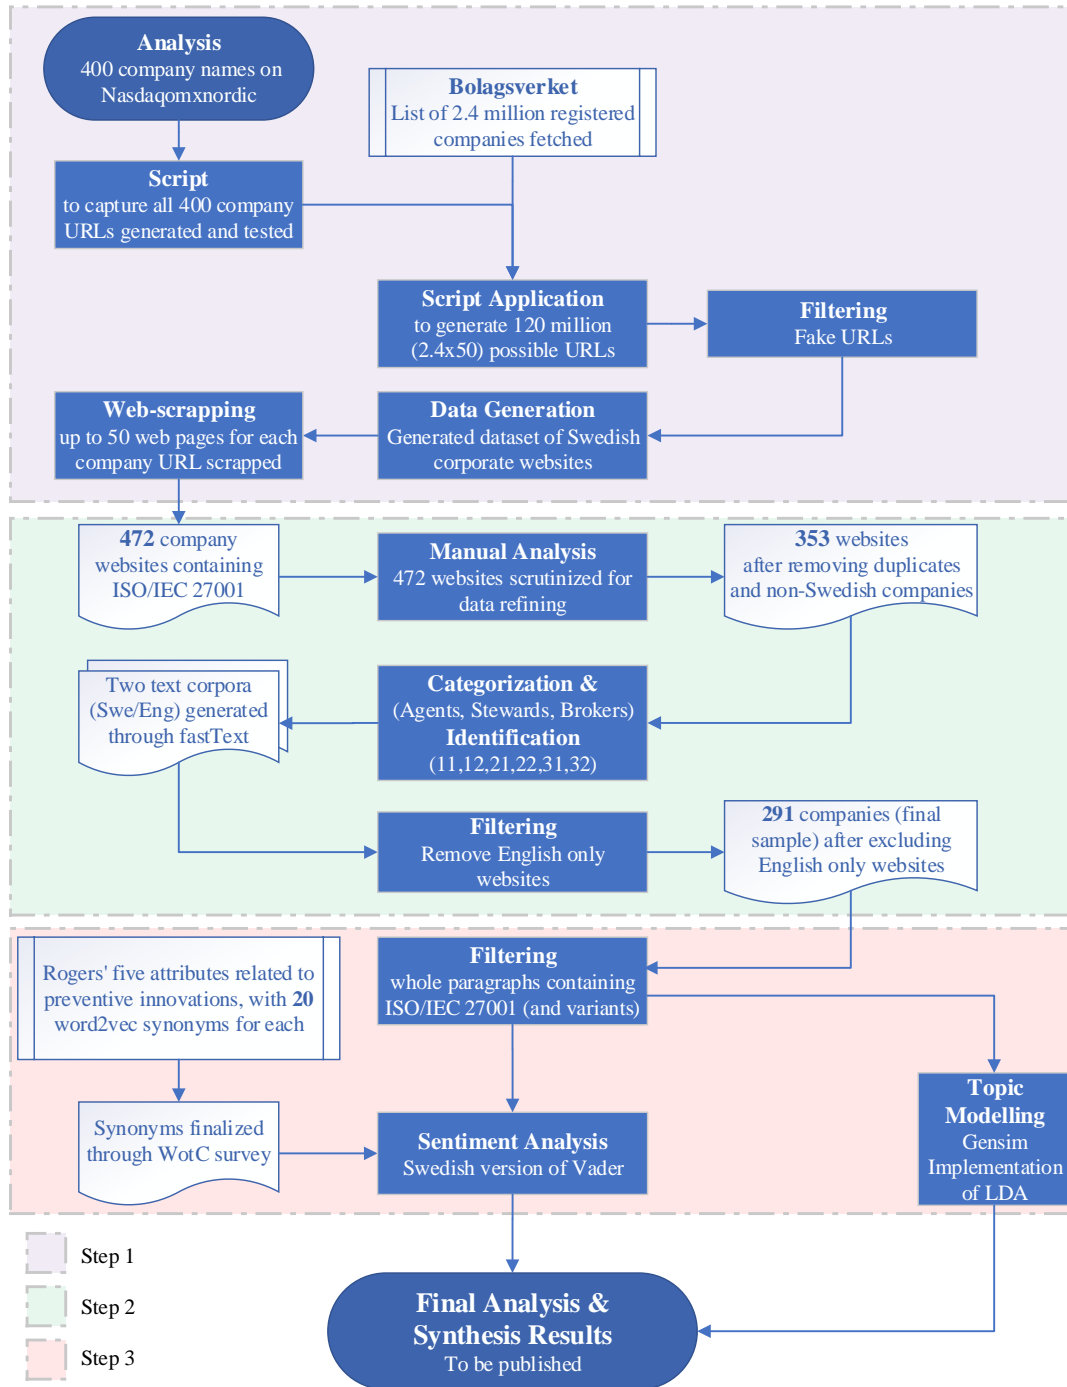 Analysis
400 company names on
Nasdaqomxnordic
Bolagsverket
List of 2.4 million registered
companies fetched
Script
to capture all 400 company
URLs generated and tested
Script Application
to generate 120 million
(2.4x50) possible URLs
Filtering
Fake URLs
Web-scrapping
up to 50 web pages for each
company URL scrapped
Data Generation
Generated dataset of Swedish
corporate websites
472 company
websites containing
ISO/IEC 27001
Manual Analysis
472 websites scrutinized for
data refining
353 websites
after removing duplicates
and non-Swedish companies
Two text corpora
(Swe/Eng) generated
through fastText
Categorization &
(Agents, Stewards, Brokers)
Identification
(11,12,21,22,31,32)
Filtering
Remove English only
websites
291 companies (final
sample) after excluding
English only websites
Rogers' five attributes related to
preventive innovations, with 20
word2vec synonyms for each
Filtering
whole paragraphs containing
ISO/IEC 27001 (and variants)
Synonyms finalized
through WotC survey
Sentiment Analysis
Swedish version of Vader
Topic
Modelling
Gensim
Implementation
of LDA
Step 1
Step 2
Step 3
Final Analysis &
Synthesis Results
To be published